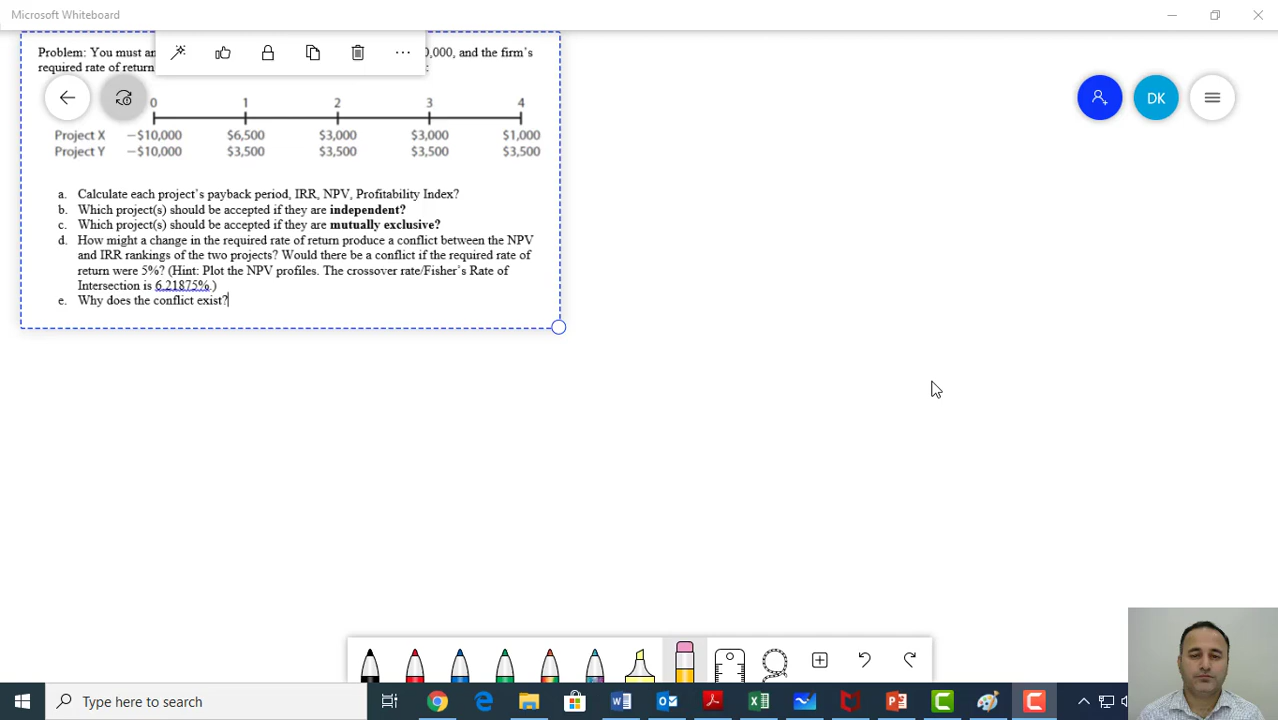 Microsoft Whiteboard
Problem: You must an 0,000, and the firm's
required rate of return :
0 1 2 3 4
Project X −$10,000 $6,500 $3,000 $3,000 $1,000
Project Y −$10,000 $3,500 $3,500 $3,500 $3,500
a. Calculate each project's payback period, IRR, NPV, Profitability Index?
b. Which project(s) should be accepted if they are independent?
c. Which project(s) should be accepted if they are mutually exclusive?
d. How might a change in the required rate of return produce a conflict between the NPV
and IRR rankings of the two projects? Would there be a conflict if the required rate of
return were 5%? (Hint: Plot the NPV profiles. The crossover rate/Fisher's Rate of
Intersection is 6.21875%.)
e. Why does the conflict exist?
DK
Type here to search